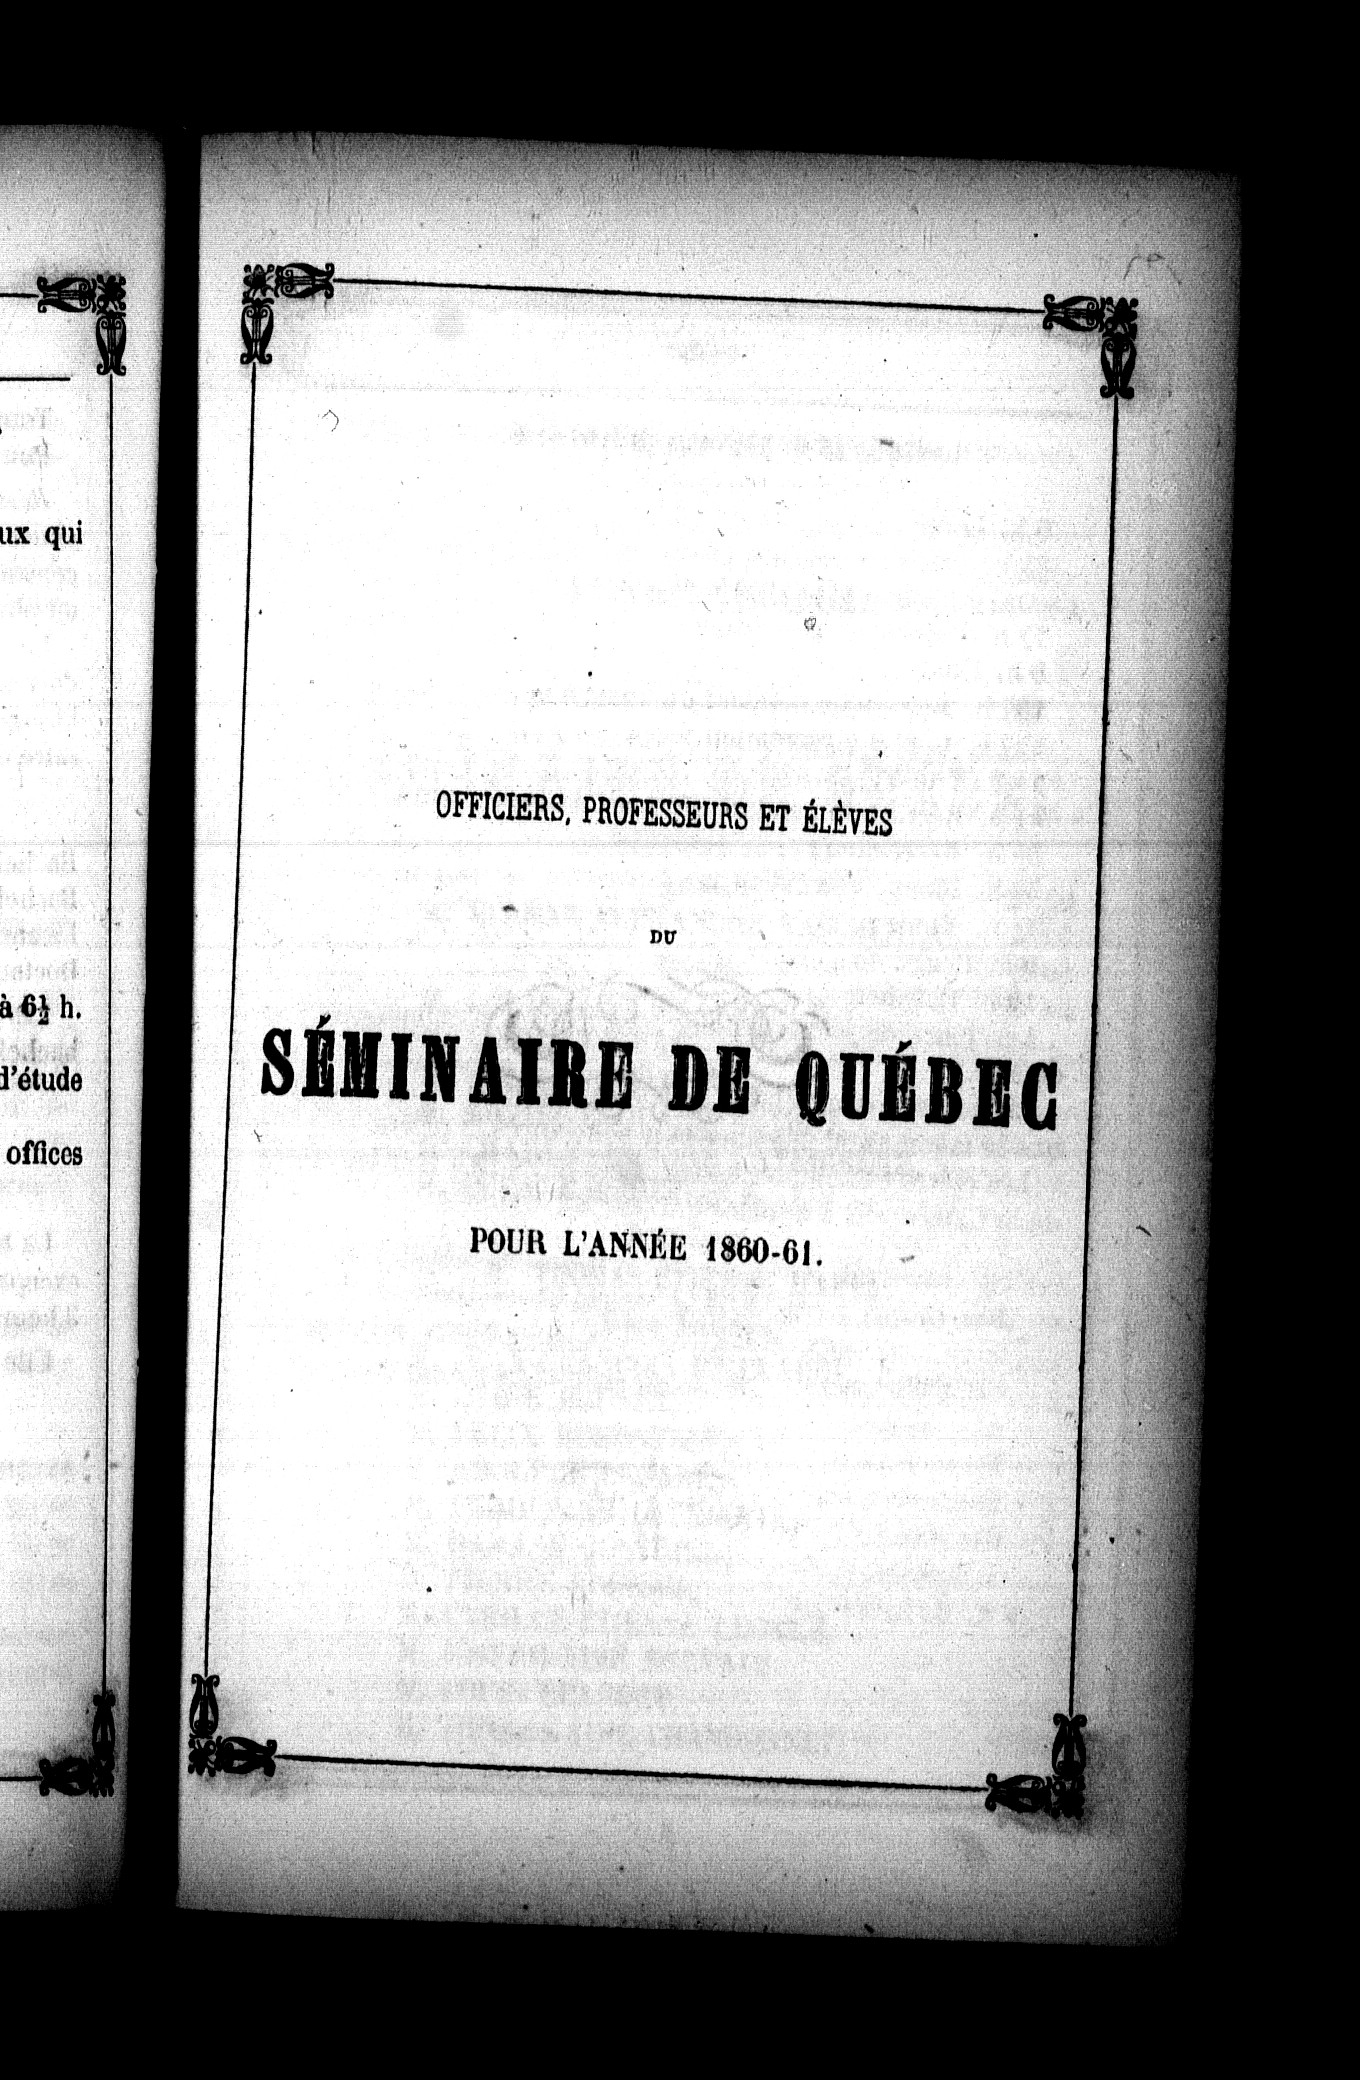 ux qui
à 6½ h.
d'étude
offices
OFFICIERS, PROFESSEURS ET ÉLÈVES
DU
SÉMINAIRE DE QUÉBEC
POUR L'ANNÉE 1860-61.